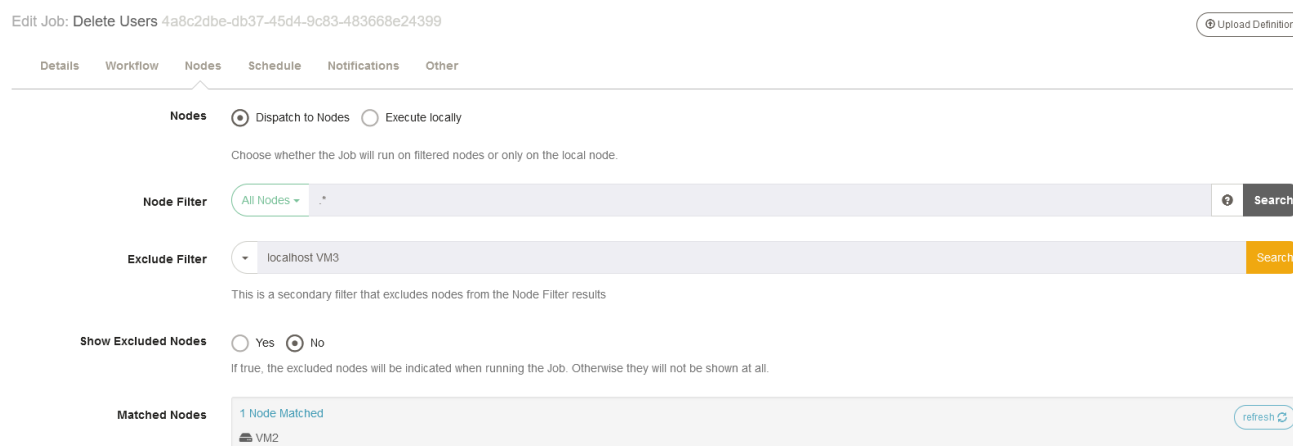 Edit Job: Delete Users 4a8c2dbe-db37-45d4-9c83-483668e24399
Upload Definition
Details Workflow Nodes Schedule Notifications Other
Nodes Dispatch to Nodes Execute locally
Choose whether the Job will run on filtered nodes or only on the local node.
Node Filter All Nodes .* Search
Exclude Filter localhost VM3 Search
This is a secondary filter that excludes nodes from the Node Filter results
Show Excluded Nodes Yes No
If true, the excluded nodes will be indicated when running the Job. Otherwise they will not be shown at all.
Matched Nodes 1 Node Matched refresh
VM2